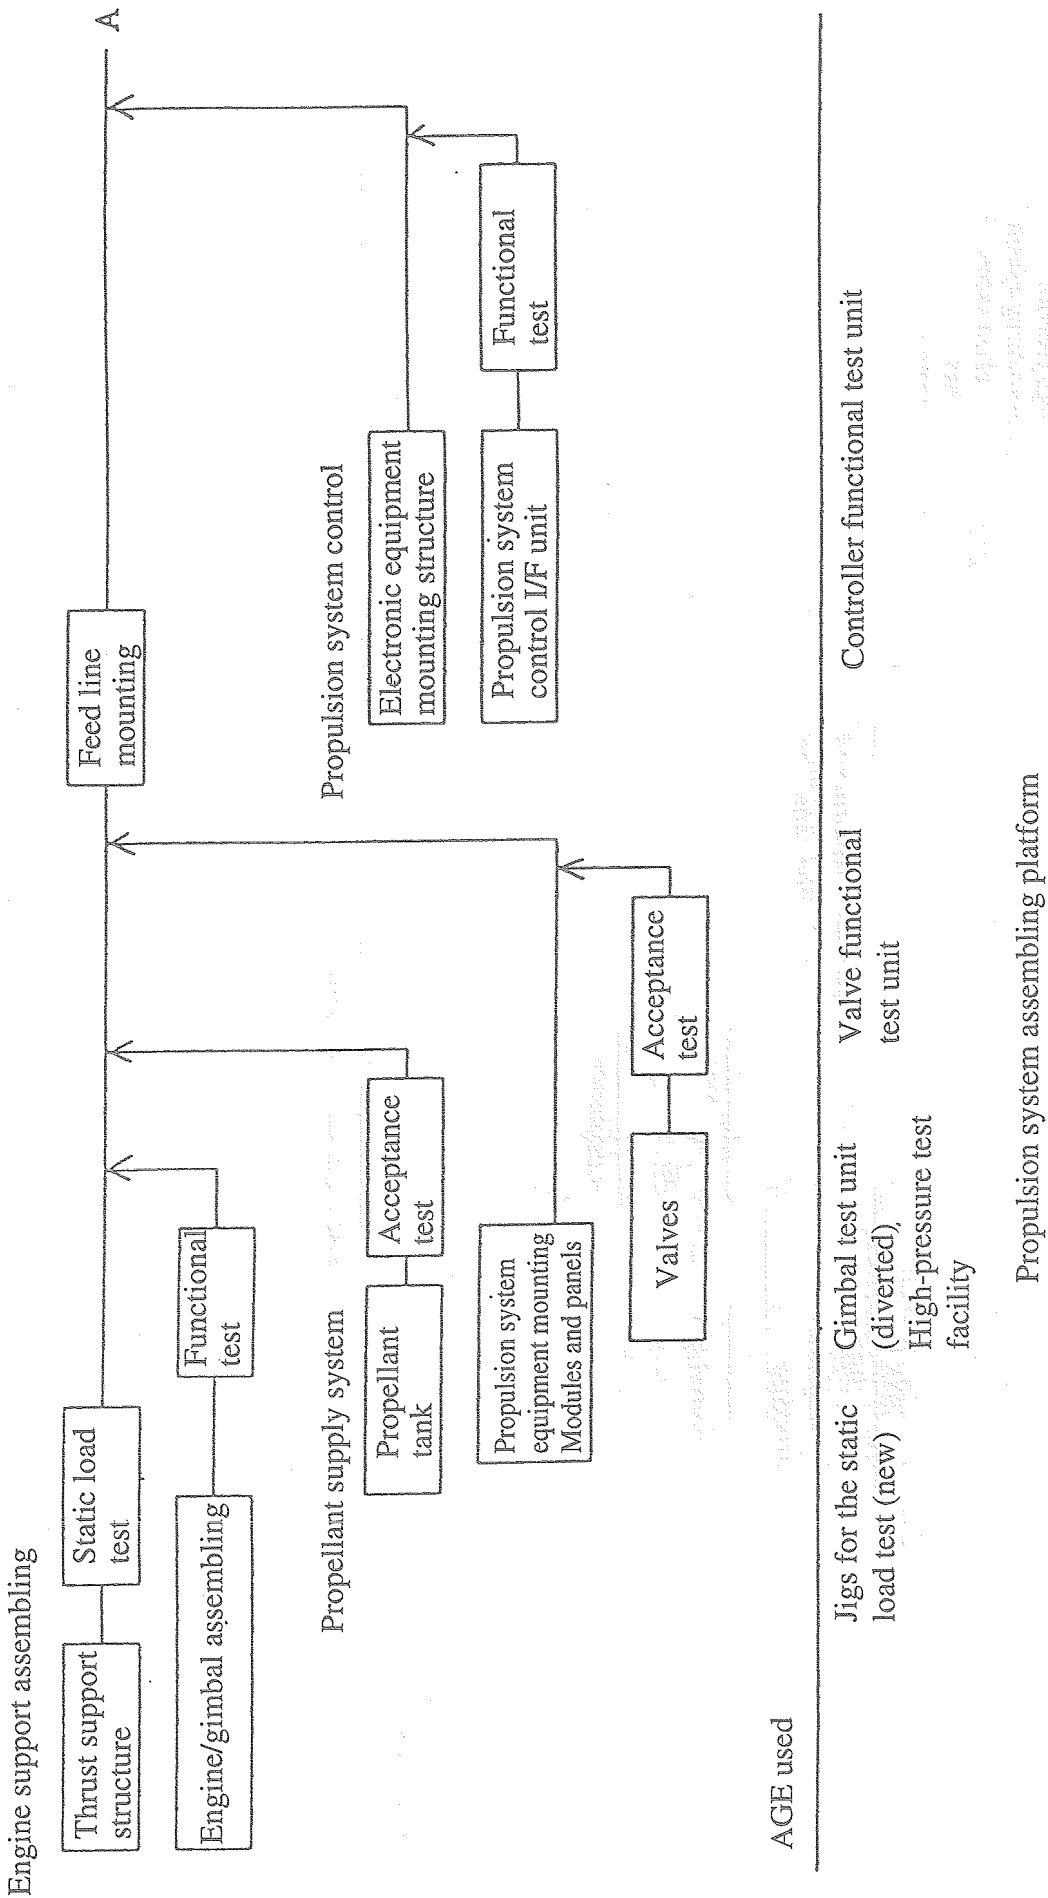 Engine support assembling
Thrust support
structure
Static load
test
Feed line
mounting
A
Engine/gimbal assembling
Functional
test
Propellant supply system
Propulsion system control
Propellant
tank
Acceptance
test
Electronic equipment
mounting structure
Propulsion system
equipment mounting
Modules and panels
Propulsion system
control I/F unit
Functional
test
Valves
Acceptance
test
AGE used
Jigs for the static
load test (new)
Gimbal test unit
(diverted),
High-pressure test
facility
Valve functional
test unit
Controller functional test unit
Propulsion system assembling platform